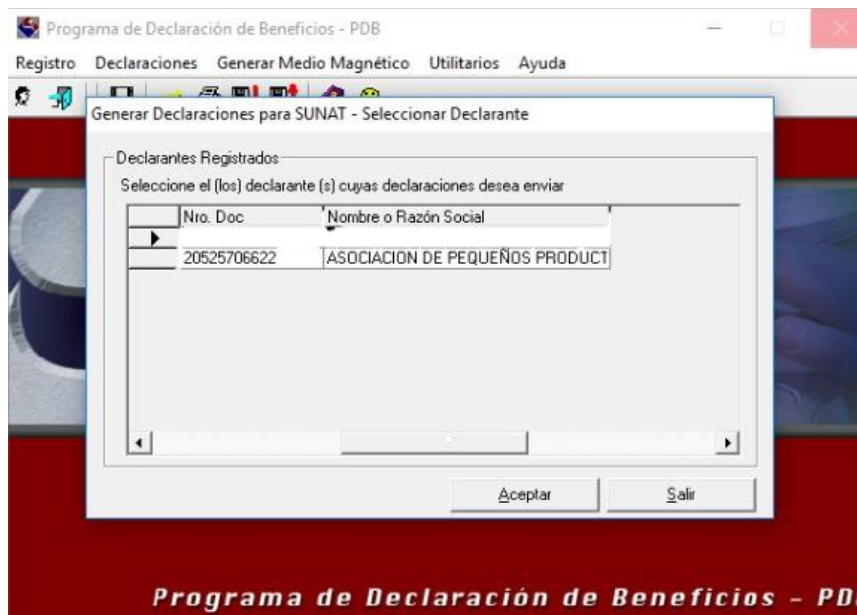 Programa de Declaración de Beneficios - PDB
Registro Declaraciones Generar Medio Magnético Utilitarios Ayuda
Generar Declaraciones para SUNAT - Seleccionar Declarante
Declarantes Registrados
Seleccione el (los) declarante (s) cuyas declaraciones desea enviar
Nro. Doc Nombre o Razón Social
20525706622 ASOCIACION DE PEQUEÑOS PRODUCT
Aceptar Salir
Programa de Declaración de Beneficios - PD